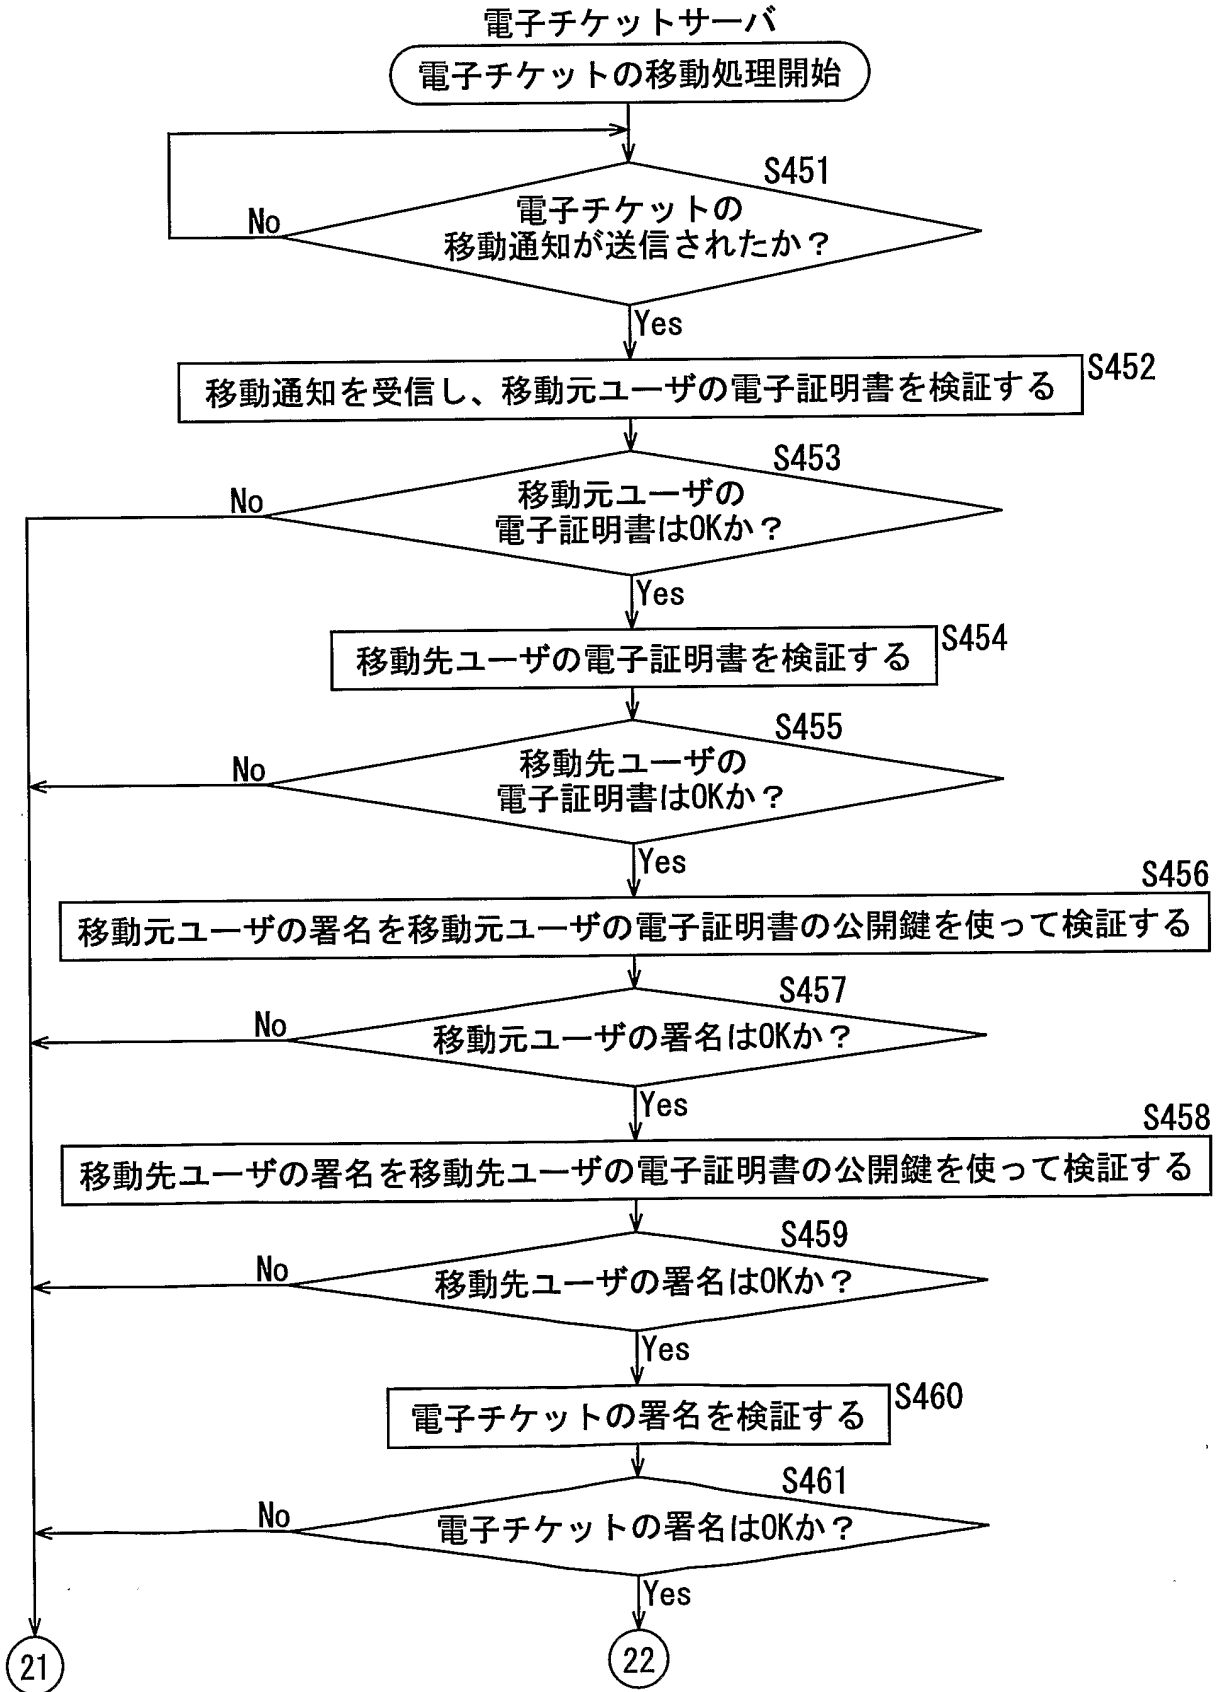 電子チケットサーバ
電子チケットの移動処理開始
S451
電子チケットの
移動通知が送信されたか？
No
Yes
S452
移動通知を受信し、移動元ユーザの電子証明書を検証する
S453
移動元ユーザの
電子証明書はOKか？
No
Yes
S454
移動先ユーザの電子証明書を検証する
S455
移動先ユーザの
電子証明書はOKか？
No
Yes
S456
移動元ユーザの署名を移動元ユーザの電子証明書の公開鍵を使って検証する
S457
移動元ユーザの署名はOKか？
No
Yes
S458
移動先ユーザの署名を移動先ユーザの電子証明書の公開鍵を使って検証する
S459
移動先ユーザの署名はOKか？
No
Yes
S460
電子チケットの署名を検証する
S461
電子チケットの署名はOKか？
No
Yes
21
22